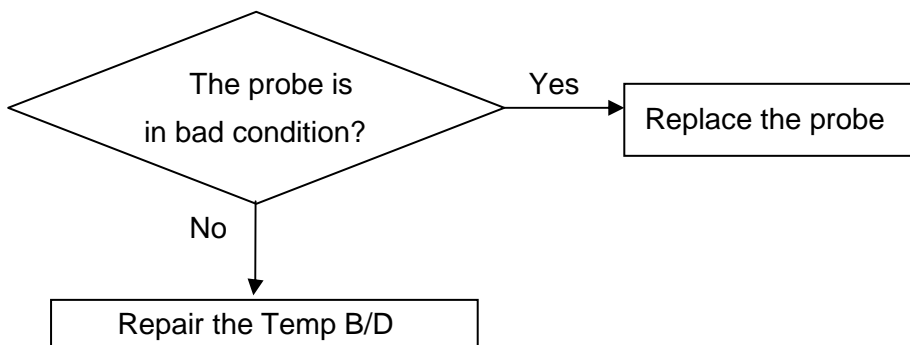 The probe is
in bad condition?
Yes
Replace the probe
No
Repair the Temp B/D